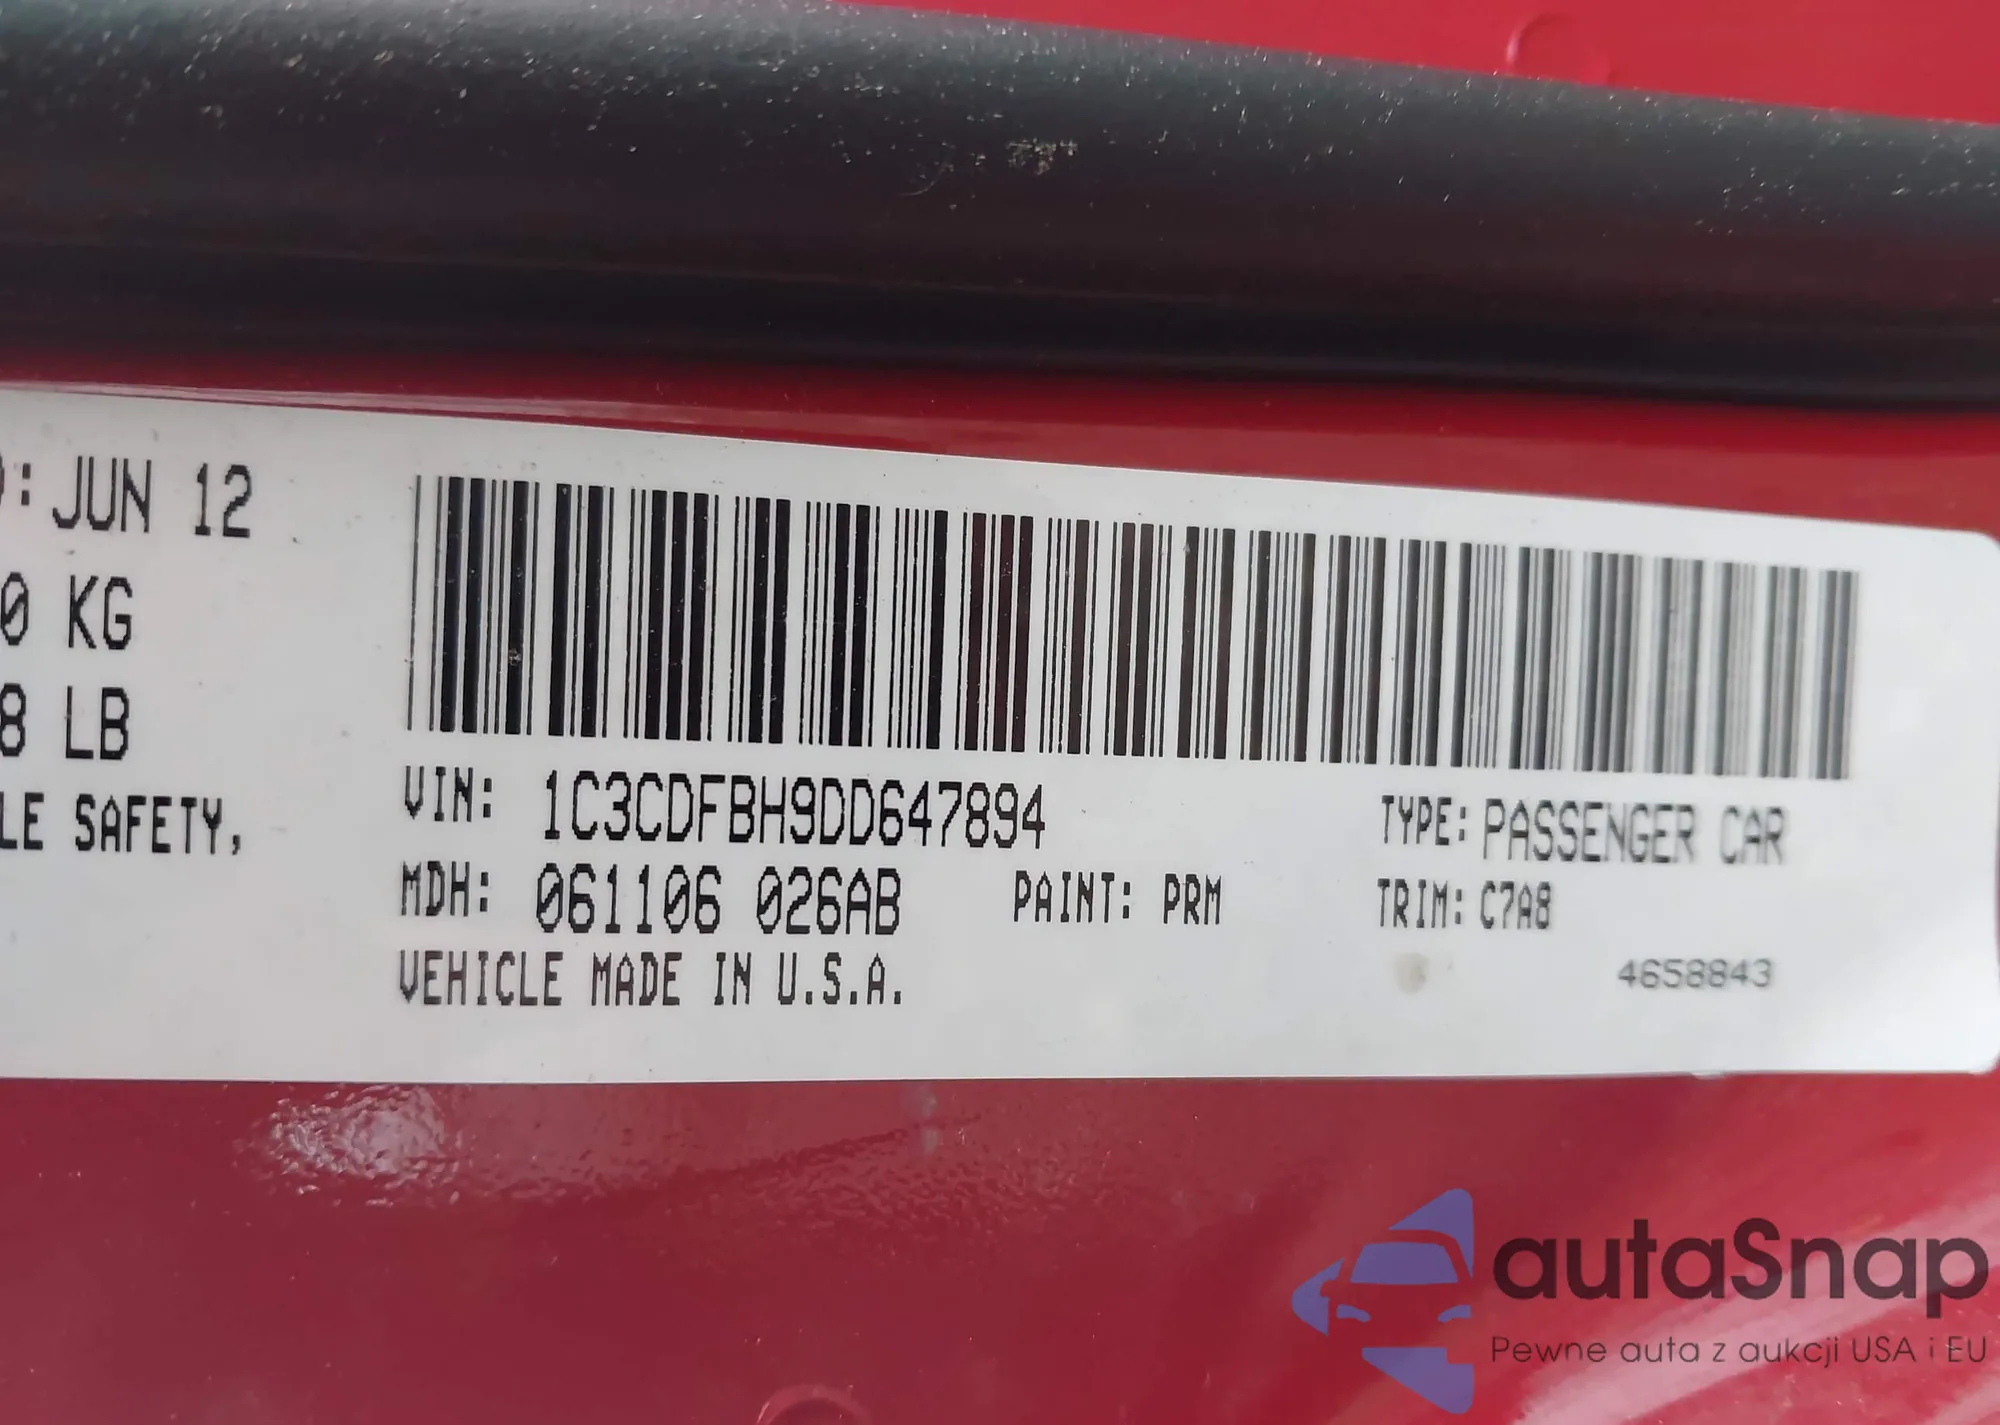 : JUN 12
0 KG
8 LB
LE SAFETY,
VIN: 1C3CDFBH9DD647894
TYPE: PASSENGER CAR
MDH: 061106 026AB
PAINT: PRM
TRIM: C7A8
VEHICLE MADE IN U.S.A.
4658843
autaSnap
Pewne auta z aukcji USA i EU